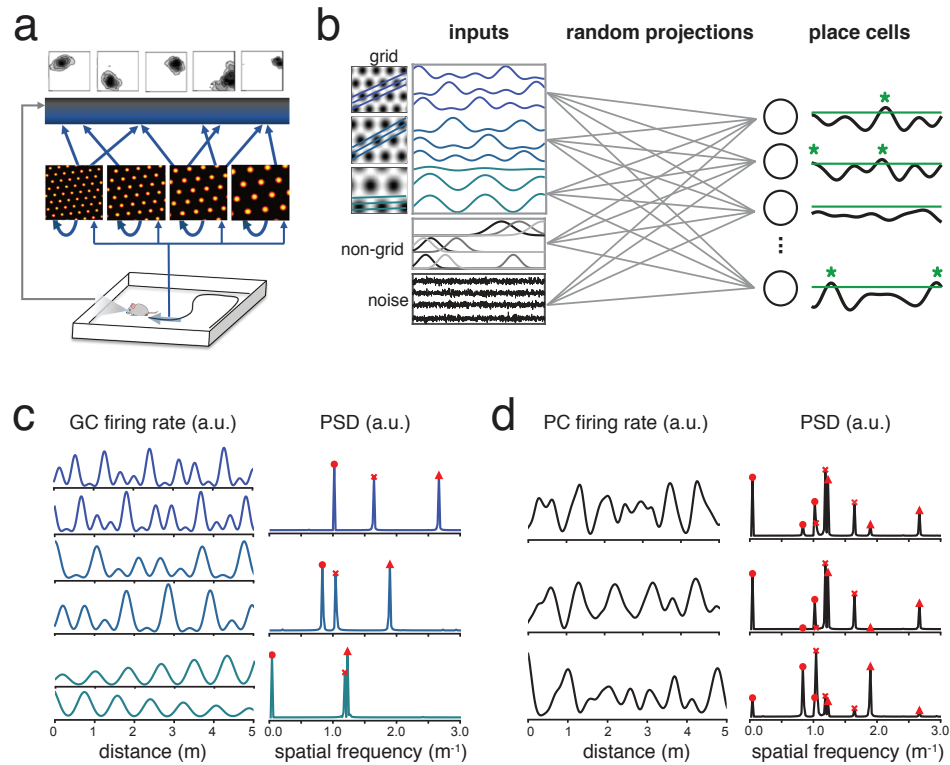 a
b
inputs
random projections
place cells
grid
*
* *
non-grid
noise
* *
c
GC firing rate (a.u.)
PSD (a.u.)
d
PC firing rate (a.u.)
PSD (a.u.)
0 1 2 3 4 5
0.0 1.0 2.0 3.0
0 1 2 3 4 5
0.0 1.0 2.0 3.0
distance (m)
spatial frequency (m⁻¹)
distance (m)
spatial frequency (m⁻¹)